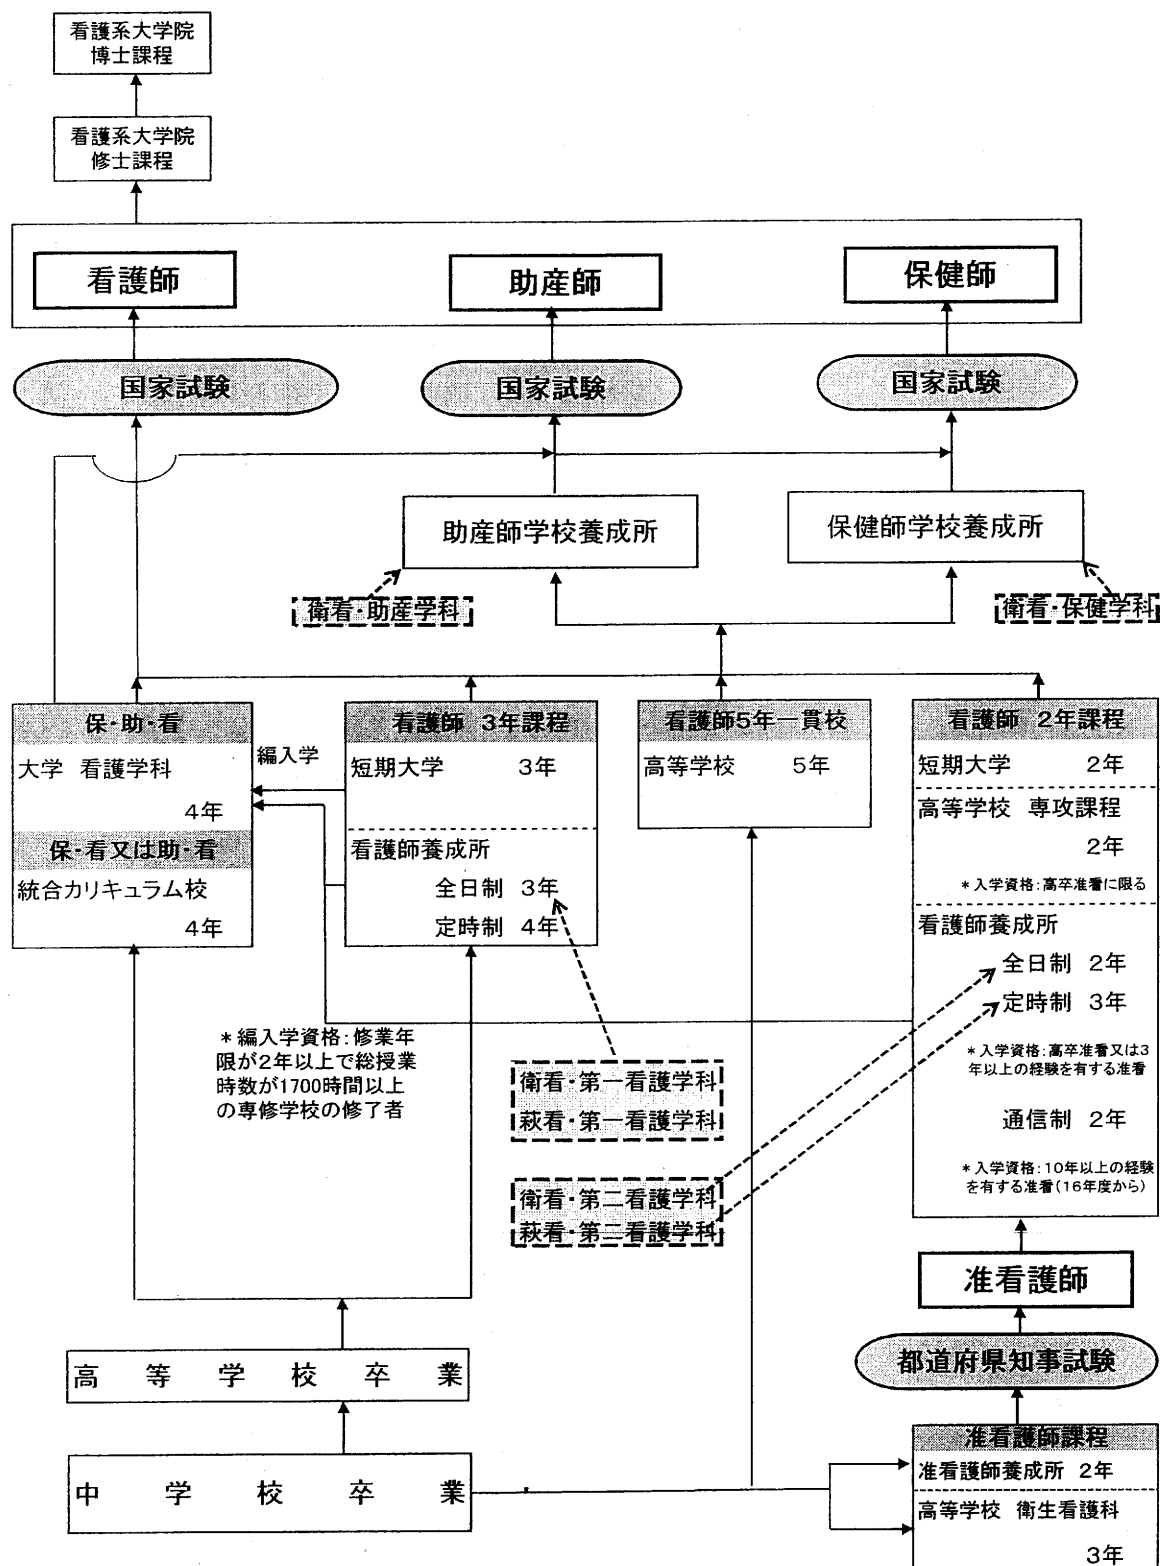 看護系大学院
博士課程
看護系大学院
修士課程
看護師
助産師
保健師
国家試験
国家試験
国家試験
助産師学校養成所
保健師学校養成所
衛看・助産学科
衛看・保健学科
保・助・看
大学 看護学科
4年
保・看又は助・看
統合カリキュラム校
4年
編入学
看護師 3年課程
短期大学 3年
看護師養成所
全日制 3年
定時制 4年
看護師5年一貫校
高等学校 5年
看護師 2年課程
短期大学 2年
高等学校 専攻課程
2年
*入学資格:高卒准看に限る
看護師養成所
全日制 2年
定時制 3年
*入学資格:高卒准看又は3
年以上の経験を有する准看
通信制 2年
*入学資格:10年以上の経験
を有する准看(16年度から)
*編入学資格:修業年
限が2年以上で総授業
時数が1700時間以上
の専修学校の修了者
衛看・第一看護学科
萩看・第一看護学科
衛看・第二看護学科
萩看・第二看護学科
准看護師
都道府県知事試験
高等学校卒業
中学校卒業
准看護師課程
准看護師養成所 2年
高等学校 衛生看護科
3年